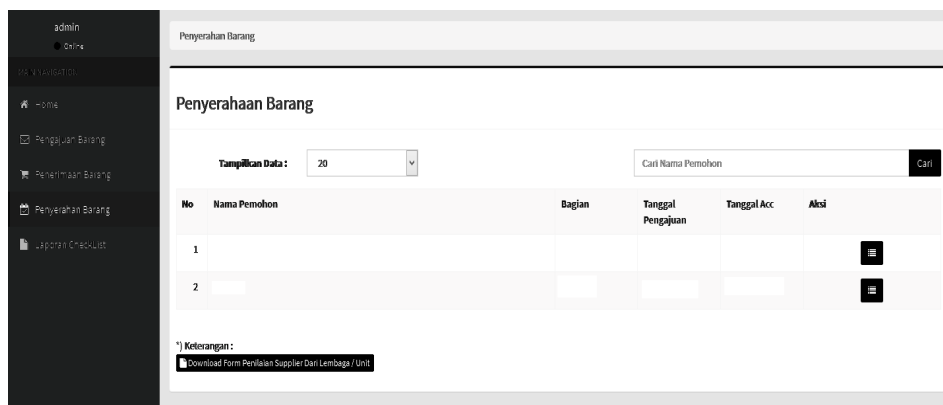 admin
Online
MAIN NAVIGATION
Home
Pengajuan Barang
Penerimaan Barang
Penyerahan Barang
Laporan CheckList
Penyerahan Barang
Penyerahaan Barang
Tampilkan Data :
20
Cari Nama Pemohon
Cari
No
Nama Pemohon
Bagian
Tanggal
Pengajuan
Tanggal Acc
Aksi
1
2
*) Keterangan :
Download Form Penilaian Supplier Dari Lembaga / Unit